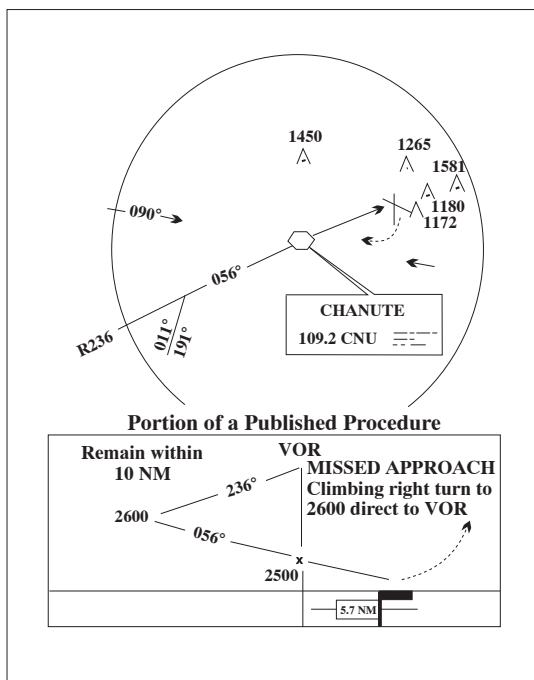 1450
1265
1581
1180
1172
090°
056°
R236
011°
191°
CHANUTE
109.2 CNU
Portion of a Published Procedure
Remain within
10 NM
VOR
MISSED APPROACH
Climbing right turn to
2600 direct to VOR
236°
2600
056°
x
2500
5.7 NM